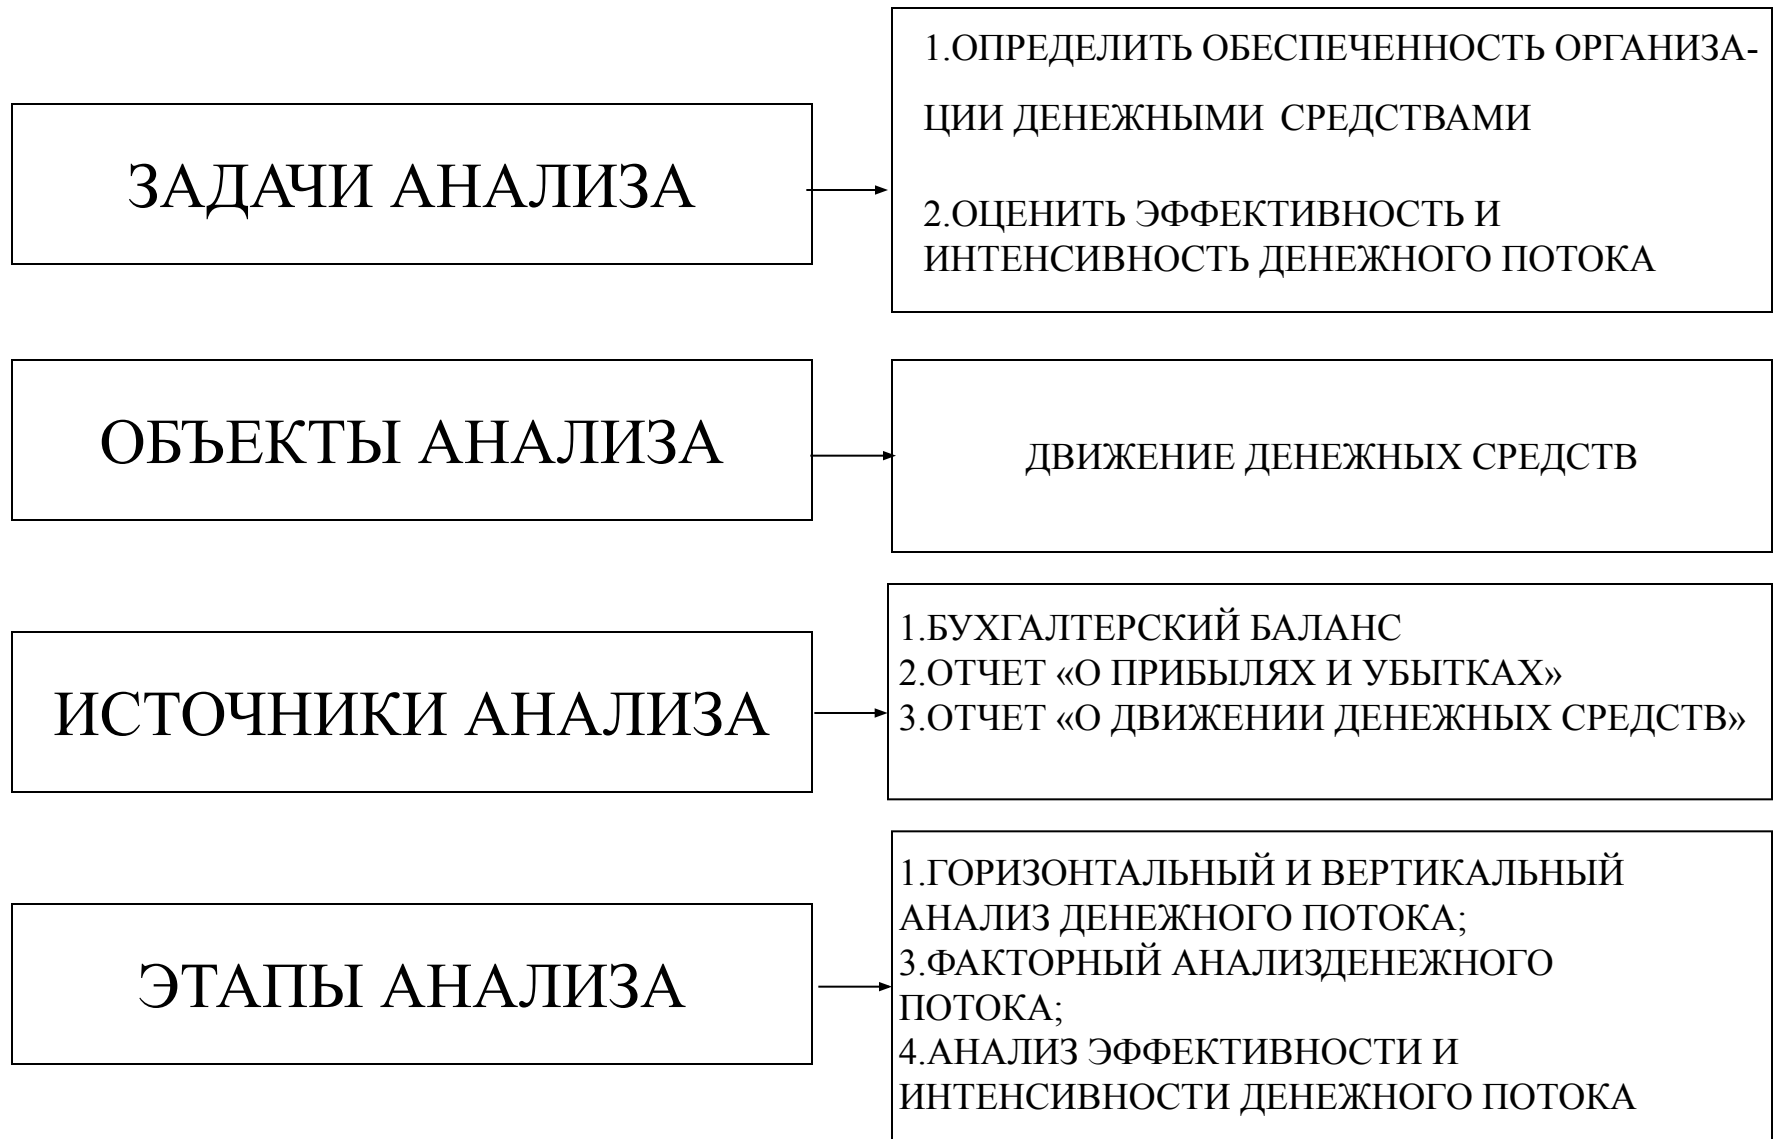 ЗАДАЧИ АНАЛИЗА
1.ОПРЕДЕЛИТЬ ОБЕСПЕЧЕННОСТЬ ОРГАНИЗА-
ЦИИ ДЕНЕЖНЫМИ СРЕДСТВАМИ
2.ОЦЕНИТЬ ЭФФЕКТИВНОСТЬ И
ИНТЕНСИВНОСТЬ ДЕНЕЖНОГО ПОТОКА
ОБЪЕКТЫ АНАЛИЗА
ДВИЖЕНИЕ ДЕНЕЖНЫХ СРЕДСТВ
ИСТОЧНИКИ АНАЛИЗА
1.БУХГАЛТЕРСКИЙ БАЛАНС
2.ОТЧЕТ «О ПРИБЫЛЯХ И УБЫТКАХ»
3.ОТЧЕТ «О ДВИЖЕНИИ ДЕНЕЖНЫХ СРЕДСТВ»
ЭТАПЫ АНАЛИЗА
1.ГОРИЗОНТАЛЬНЫЙ И ВЕРТИКАЛЬНЫЙ
АНАЛИЗ ДЕНЕЖНОГО ПОТОКА;
3.ФАКТОРНЫЙ АНАЛИЗДЕНЕЖНОГО
ПОТОКА;
4.АНАЛИЗ ЭФФЕКТИВНОСТИ И
ИНТЕНСИВНОСТИ ДЕНЕЖНОГО ПОТОКА